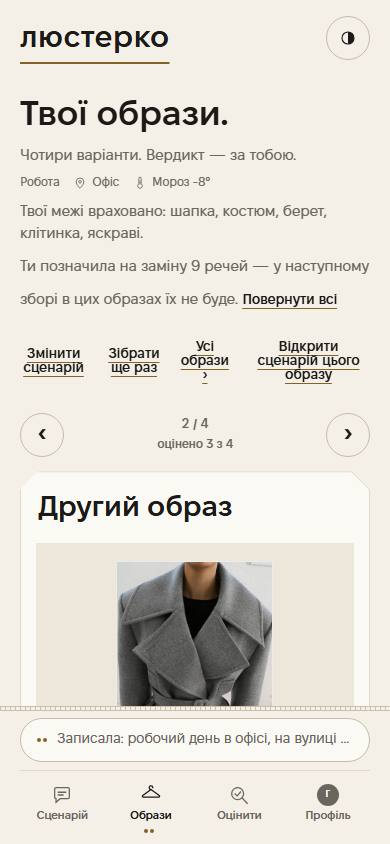 люстерко
Твої образи.
Чотири варіанти. Вердикт — за тобою.
Робота Офіс Мороз -8°
Твої межі враховано: шапка, костюм, берет,
клітинка, яскраві.
Ти позначила на заміну 9 речей — у наступному
зборі в цих образах їх не буде. Повернути всі
Змінити
сценарій
Зібрати
ще раз
Усі
образи
›
Відкрити
сценарій цього
образу
‹
2 / 4
оцінено 3 з 4
›
Другий образ
Записала: робочий день в офісі, на вулиці ...
Сценарій
Образи
Оцінити
Г
Профіль